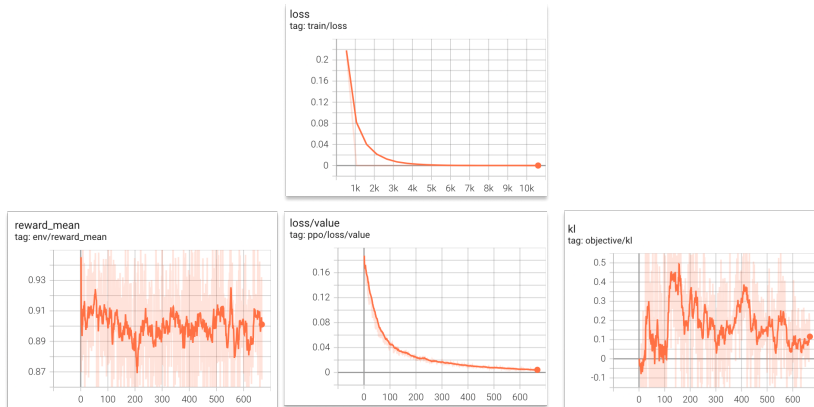 loss
tag: train/loss
0.2
0.16
0.12
0.08
0.04
0
1k 2k 3k 4k 5k 6k 7k 8k 9k 10k
reward_mean
tag: env/reward_mean
0.93
0.91
0.89
0.87
0 100 200 300 400 500 600
loss/value
tag: ppo/loss/value
0.16
0.12
0.08
0.04
0
0 100 200 300 400 500 600
kl
tag: objective/kl
0.5
0.4
0.3
0.2
0.1
0
-0.1
0 100 200 300 400 500 600